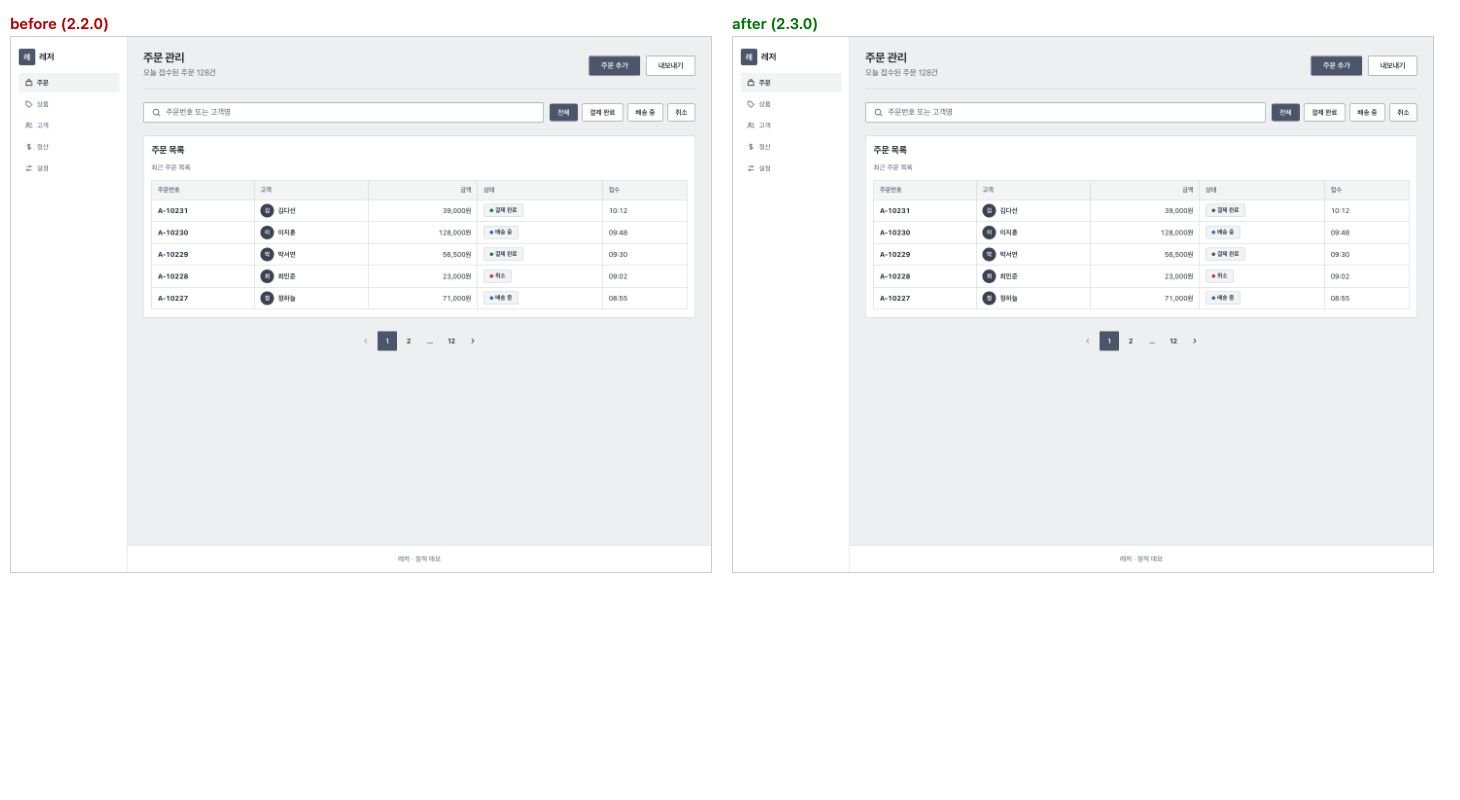 before (2.2.0)
레 레저
주문
상품
고객
정산
설정
주문 관리
오늘 접수된 주문 128건
주문 추가 내보내기
주문번호 또는 고객명
전체 결제 완료 배송 중 취소
주문 목록
최근 주문 목록
주문번호 고객 금액 상태 접수
A-10231 김 김다선 39,000원 결제 완료 10:12
A-10230 이 이지훈 128,000원 배송 중 09:48
A-10229 박 박서연 56,500원 결제 완료 09:30
A-10228 최 최민준 23,000원 취소 09:02
A-10227 정 정하늘 71,000원 배송 중 08:55
1 2 ... 12
레저 · 정적 데모
after (2.3.0)
레 레저
주문
상품
고객
정산
설정
주문 관리
오늘 접수된 주문 128건
주문 추가 내보내기
주문번호 또는 고객명
전체 결제 완료 배송 중 취소
주문 목록
최근 주문 목록
주문번호 고객 금액 상태 접수
A-10231 김 김다선 39,000원 결제 완료 10:12
A-10230 이 이지훈 128,000원 배송 중 09:48
A-10229 박 박서연 56,500원 결제 완료 09:30
A-10228 최 최민준 23,000원 취소 09:02
A-10227 정 정하늘 71,000원 배송 중 08:55
1 2 ... 12
레저 · 정적 데모